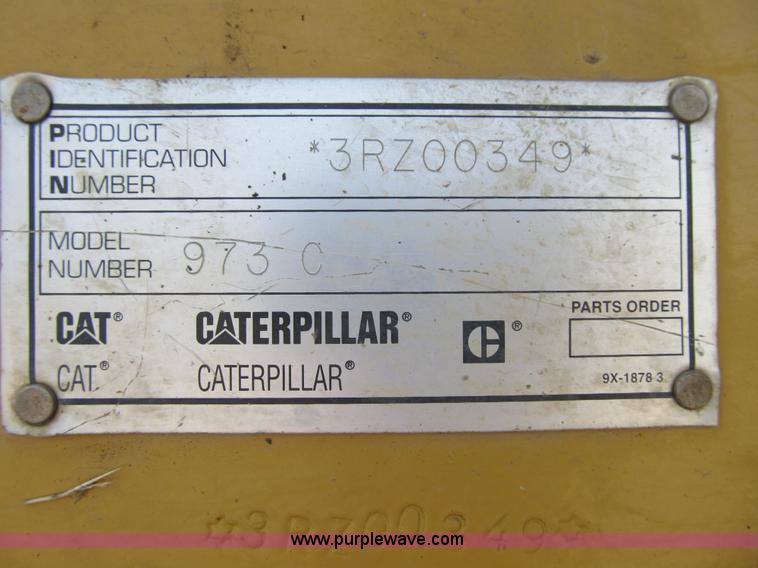 PRODUCT
IDENTIFICATION
NUMBER
*3RZ00349*
MODEL
NUMBER
973 C
CAT®
CATERPILLAR®
C®
PARTS ORDER
CAT®
CATERPILLAR®
9X-1878 3
*3RZ00349*
www.purplewave.com